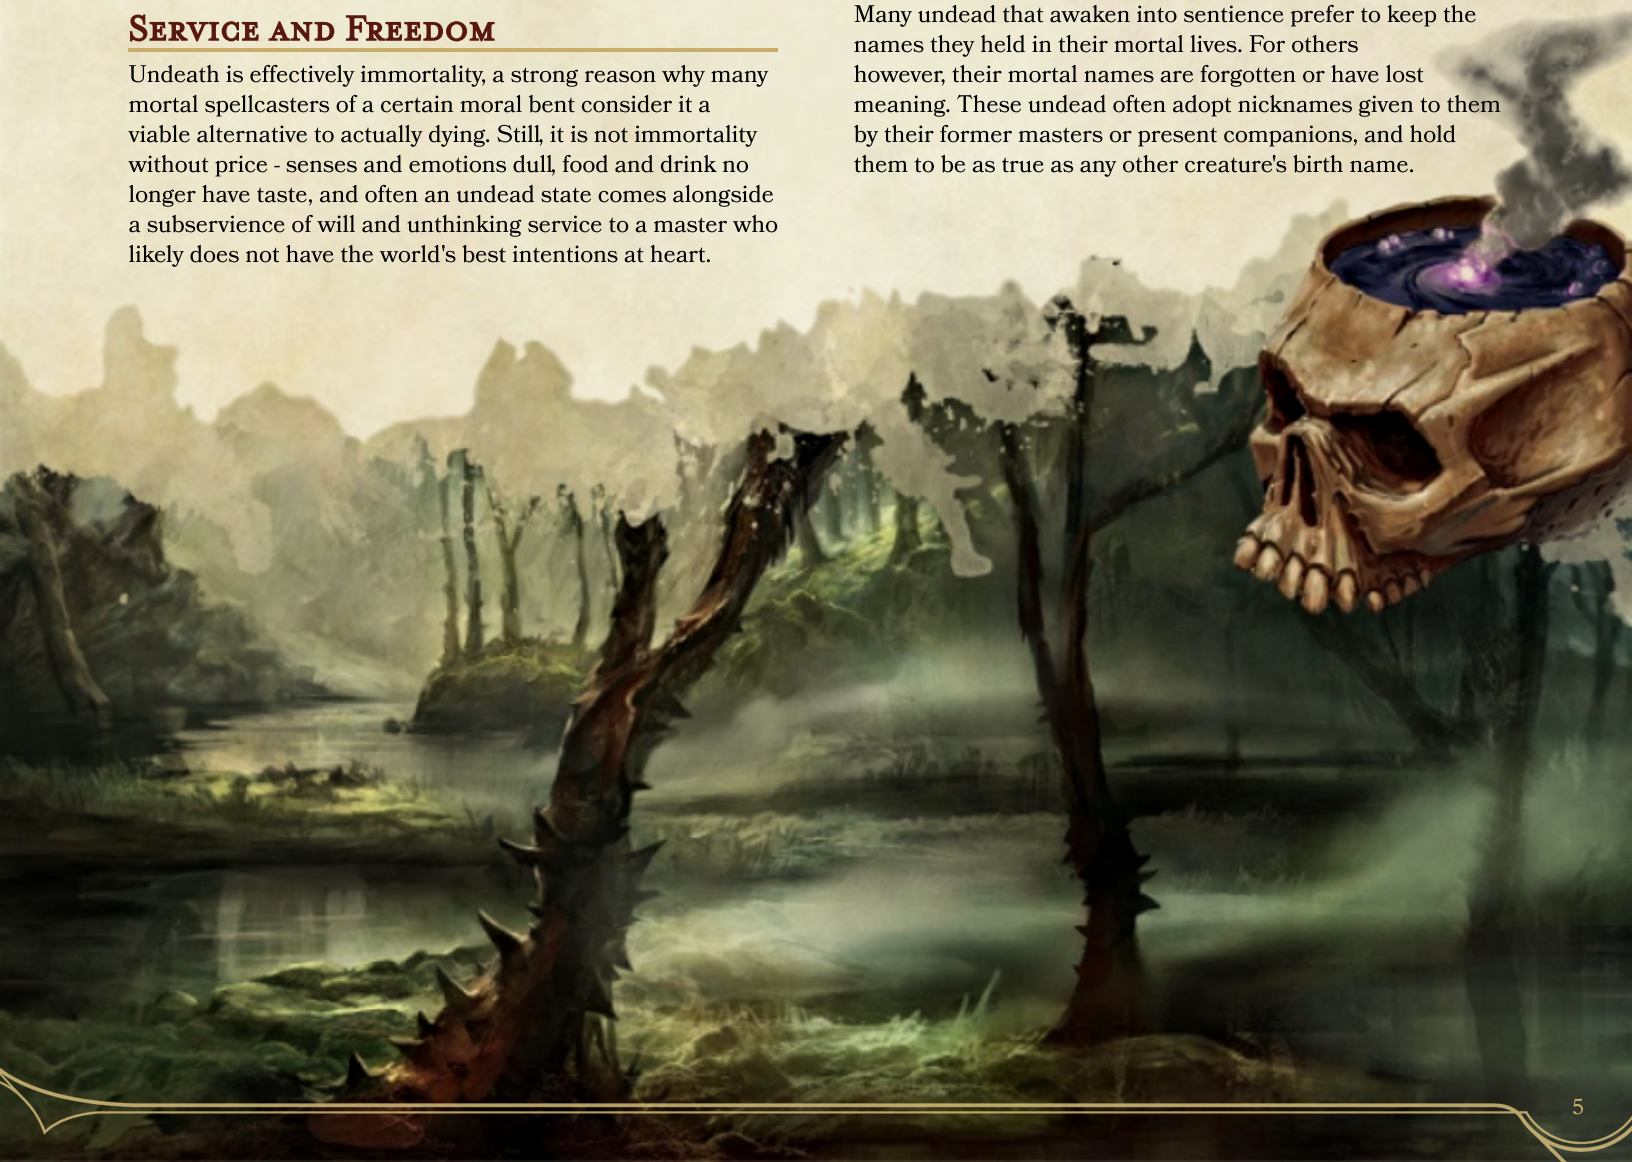 Service and Freedom
Undeath is effectively immortality, a strong reason why many
mortal spellcasters of a certain moral bent consider it a
viable alternative to actually dying. Still, it is not immortality
without price - senses and emotions dull, food and drink no
longer have taste, and often an undead state comes alongside
a subservience of will and unthinking service to a master who
likely does not have the world's best intentions at heart.
Many undead that awaken into sentience prefer to keep the
names they held in their mortal lives. For others
however, their mortal names are forgotten or have lost
meaning. These undead often adopt nicknames given to them
by their former masters or present companions, and hold
them to be as true as any other creature's birth name.
5